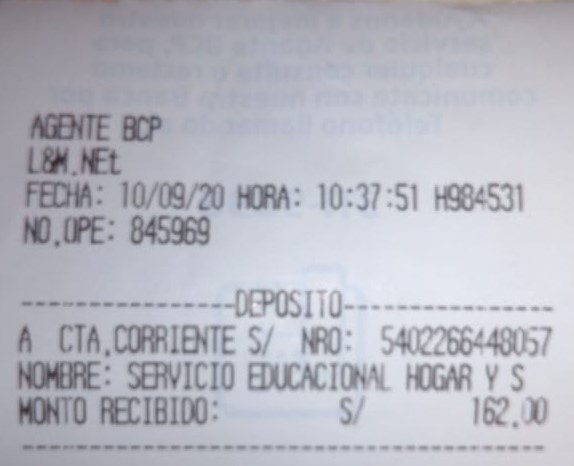 AGENTE BCP
L&M.NEt
FECHA: 10/09/20 HORA: 10:37:51 H984531
NO.OPE: 845969
-----------------DEPOSITO-----------------
A CTA.CORRIENTE S/ NRO: 5402266448057
NOMBRE: SERVICIO EDUCACIONAL HOGAR Y S
MONTO RECIBIDO: S/ 162.00
------------------------------------------